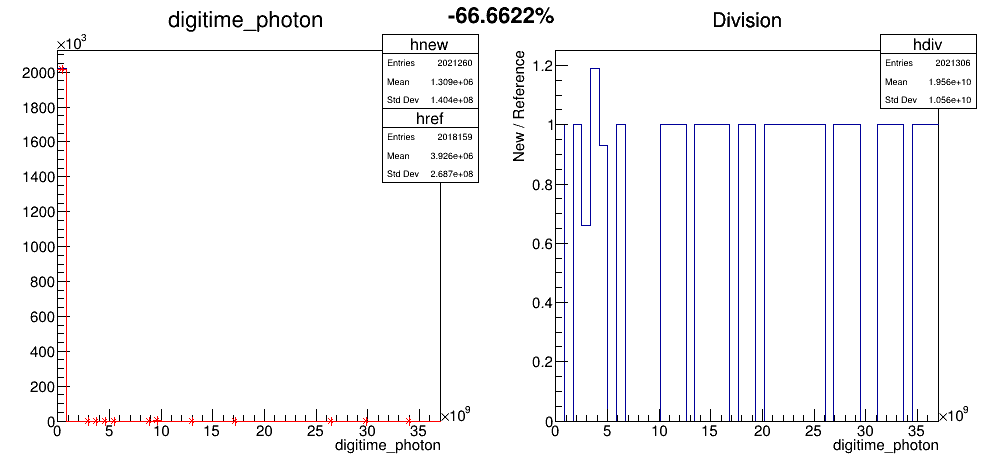 -66.6622%
digitime_photon
×10³
hnew
Entries 2021260
Mean 1.309e+06
Std Dev 1.404e+08
href
Entries 2018159
Mean 3.926e+06
Std Dev 2.687e+08
2000
1800
1600
1400
1200
1000
800
600
400
200
0
0 5 10 15 20 25 30 35
×10⁹
digitime_photon
Division
hdiv
Entries 2021306
Mean 1.956e+10
Std Dev 1.056e+10
New / Reference
1.2
1
0.8
0.6
0.4
0.2
0
0 5 10 15 20 25 30 35
×10⁹
digitime_photon